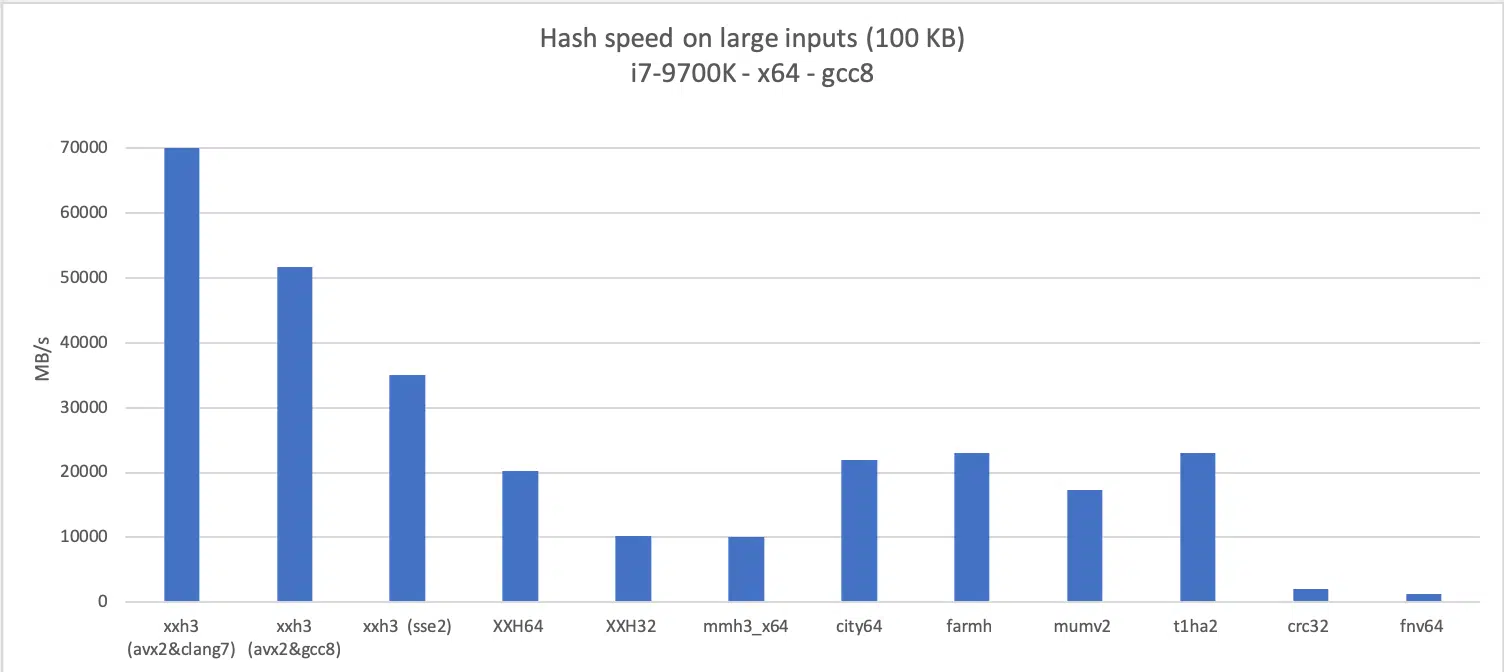 Hash speed on large inputs (100 KB)
i7-9700K - x64 - gcc8
70000
60000
50000
40000
30000
20000
10000
0
MB/s
xxh3 (avx2&clang7)
xxh3 (avx2&gcc8)
xxh3 (sse2)
XXH64
XXH32
mmh3_x64
city64
farmh
mumv2
t1ha2
crc32
fnv64